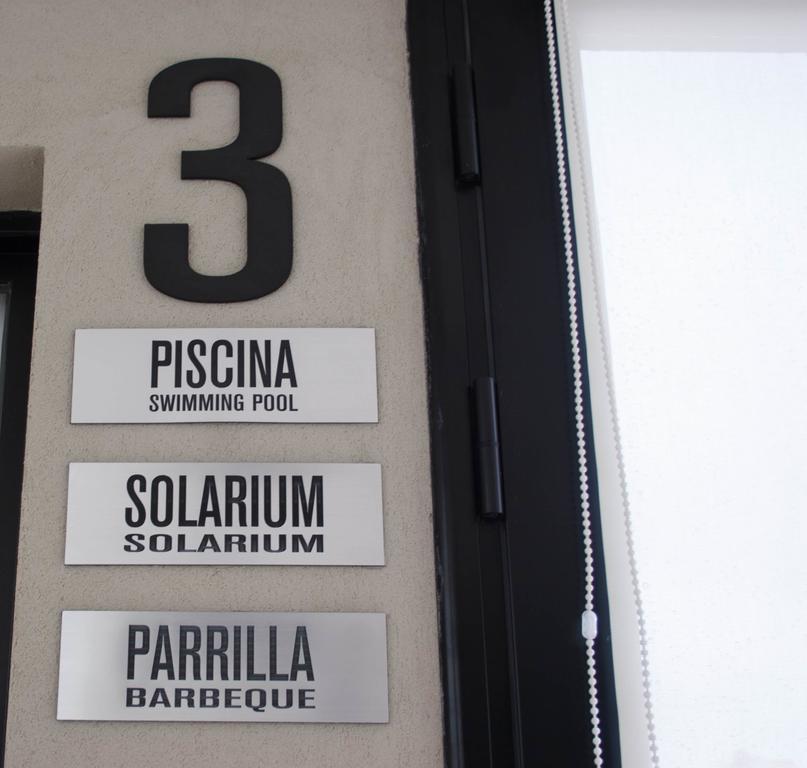 3
PISCINA
SWIMMING POOL
SOLARIUM
SOLARIUM
PARRILLA
BARBEQUE